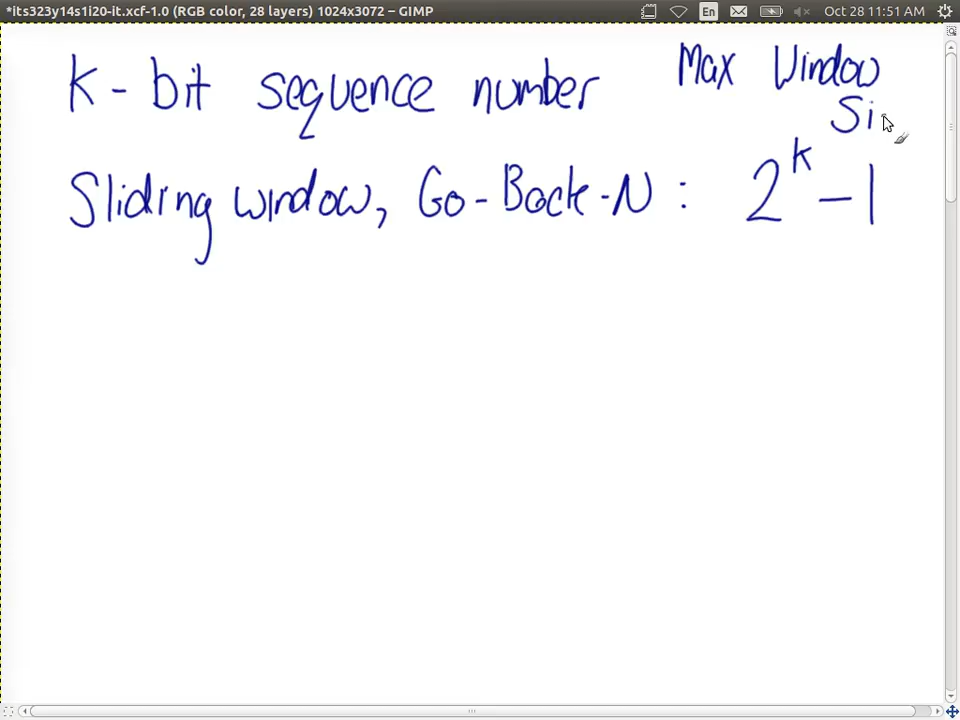 *its323y14s1i20-it.xcf-1.0 (RGB color, 28 layers) 1024x3072 – GIMP En Oct 28 11:51 AM
K-bit sequence number Max Window
Si
Sliding window, Go-Back-N: 2^k - 1